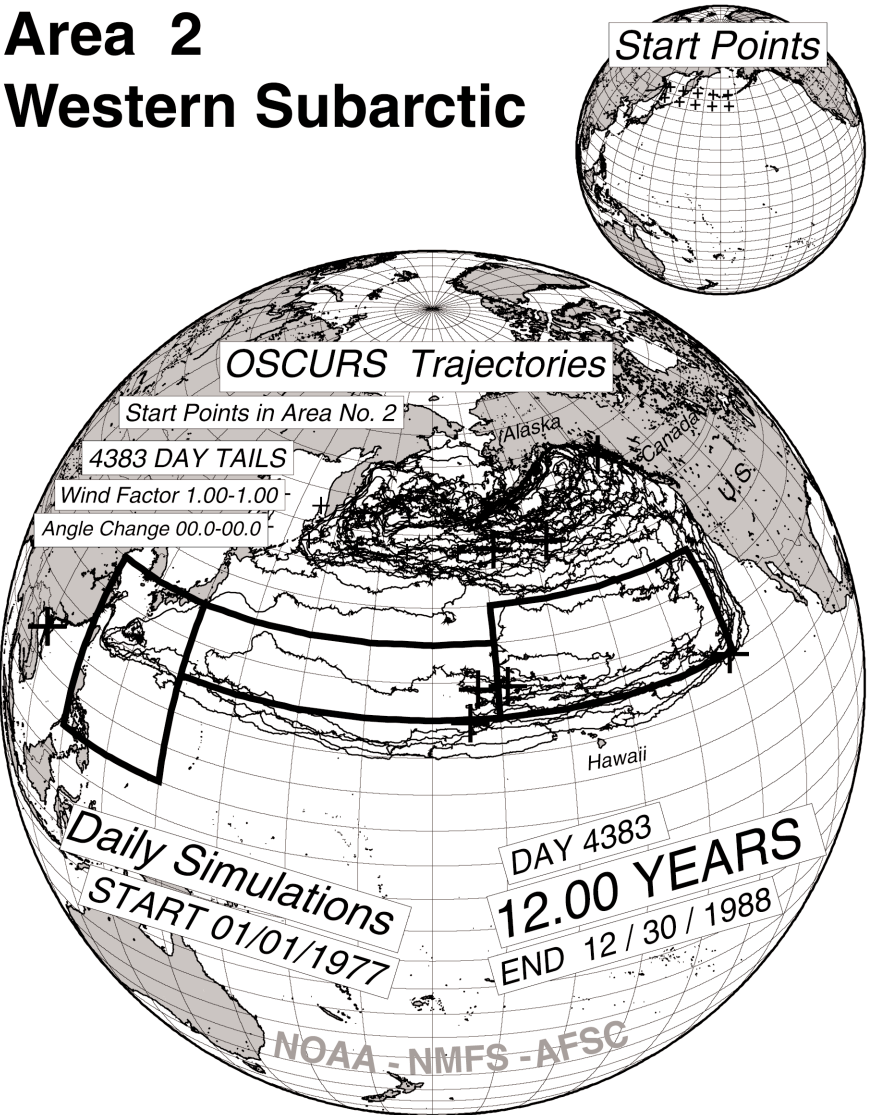 Area 2
Western Subarctic
Start Points
OSCURS Trajectories
Start Points in Area No. 2
Alaska
Canada
4383 DAY TAILS
U.S.
Wind Factor 1.00-1.00
Angle Change 00.0-00.0
Hawaii
Daily Simulations
START 01/01/1977
DAY 4383
12.00 YEARS
END 12 / 30 / 1988
NOAA - NMFS - AFSC